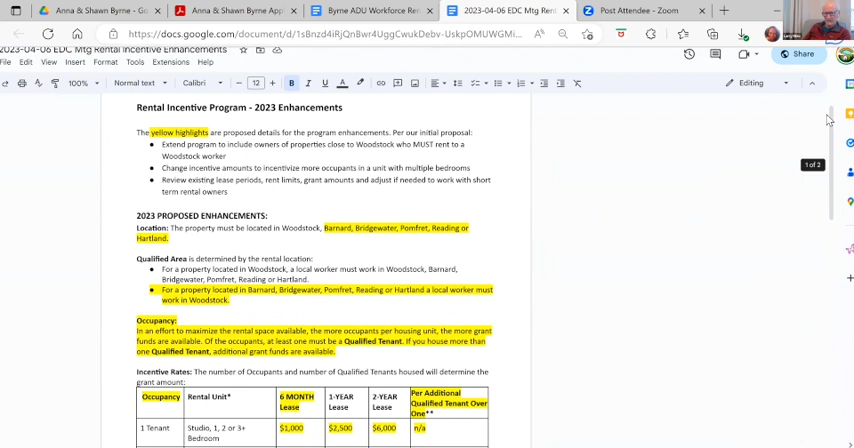 Anna & Shawn Byrne - Go
Anna & Shawn Byrne Appl
Byrne ADU Workforce Ren
2023-04-06 EDC Mtg Rent
Post Attendee - Zoom
https://docs.google.com/document/d/1sBnzd4iRjQnBwr4UggCwukDebv-UskpOMUWGMi...
2023-04-06 EDC Mtg Rental Incentive Enhancements
File Edit View Insert Format Tools Extensions Help
Share
100% Normal text Calibri 12 B I U A Editing
Rental Incentive Program - 2023 Enhancements
The yellow highlights are proposed details for the program enhancements. Per our initial proposal:
● Extend program to include owners of properties close to Woodstock who MUST rent to a
Woodstock worker
● Change incentive amounts to incentivize more occupants in a unit with multiple bedrooms
● Review existing lease periods, rent limits, grant amounts and adjust if needed to work with short
term rental owners
1 of 2
2023 PROPOSED ENHANCEMENTS:
Location: The property must be located in Woodstock, Barnard, Bridgewater, Pomfret, Reading or
Hartland.
Qualified Area is determined by the rental location:
● For a property located in Woodstock, a local worker must work in Woodstock, Barnard,
Bridgewater, Pomfret, Reading or Hartland.
● For a property located in Barnard, Bridgewater, Pomfret, Reading or Hartland a local worker must
work in Woodstock.
Occupancy:
In an effort to maximize the rental space available, the more occupants per housing unit, the more grant
funds are available. Of the occupants, at least one must be a Qualified Tenant. If you house more than
one Qualified Tenant, additional grant funds are available.
Incentive Rates: The number of Occupants and number of Qualified Tenants housed will determine the
grant amount:
Occupancy Rental Unit* 6 MONTH Lease 1-YEAR Lease 2-YEAR Lease Per Additional Qualified Tenant Over One**
1 Tenant Studio, 1, 2 or 3+ Bedroom $1,000 $2,500 $6,000 n/a